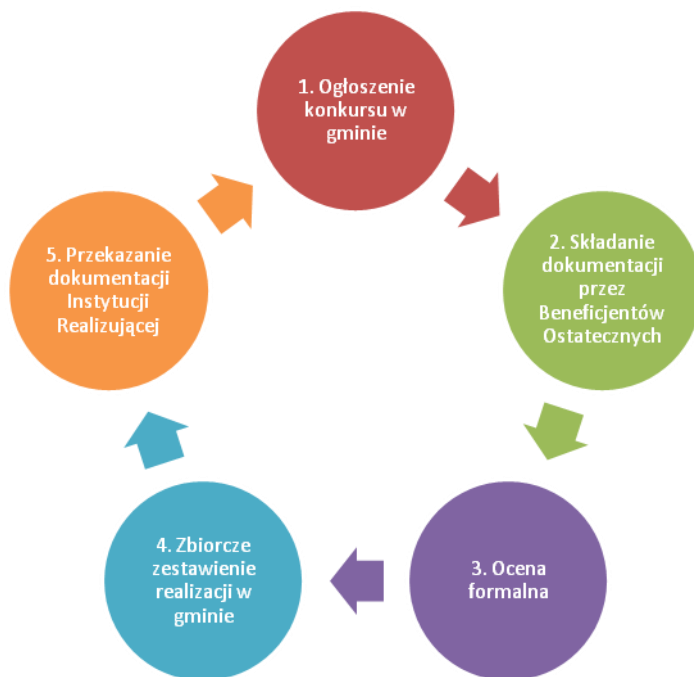 1. Ogłoszenie
konkursu w
gminie
2. Składanie
dokumentacji
przez
Beneficjentów
Ostatecznych
3. Ocena
formalna
4. Zbiorcze
zestawienie
realizacji w
gminie
5. Przekazanie
dokumentacji
Instytucji
Realizującej